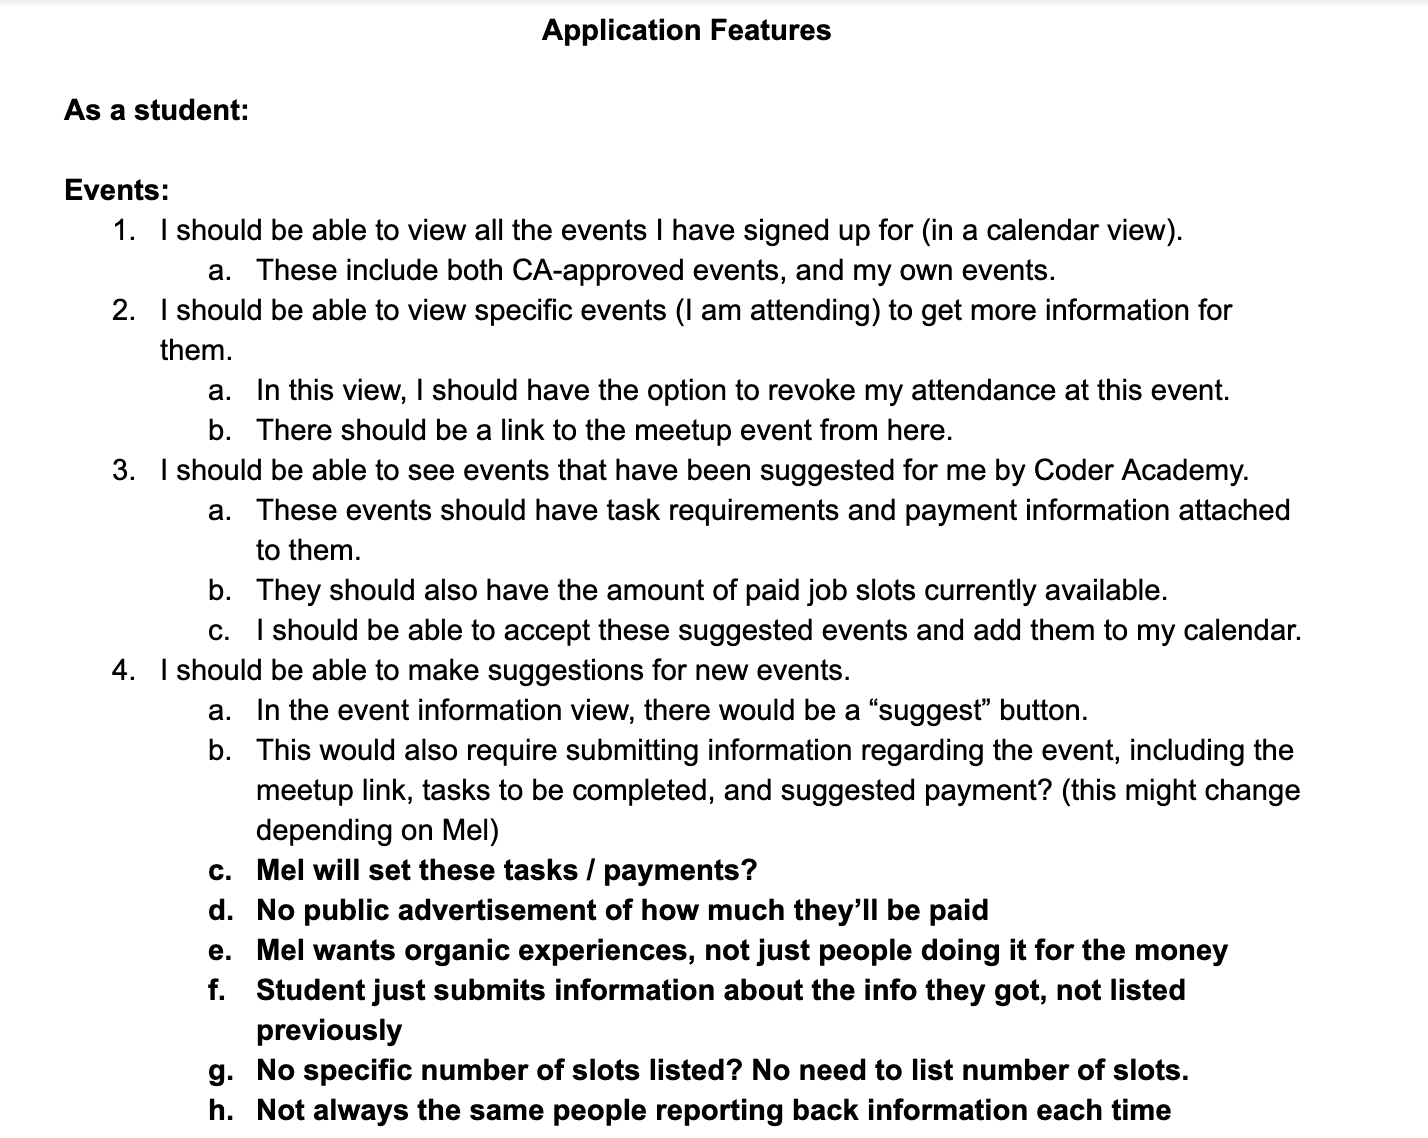 Application Features
As a student:
Events:
1. I should be able to view all the events I have signed up for (in a calendar view).
a. These include both CA-approved events, and my own events.
2. I should be able to view specific events (I am attending) to get more information for
them.
a. In this view, I should have the option to revoke my attendance at this event.
b. There should be a link to the meetup event from here.
3. I should be able to see events that have been suggested for me by Coder Academy.
a. These events should have task requirements and payment information attached
to them.
b. They should also have the amount of paid job slots currently available.
c. I should be able to accept these suggested events and add them to my calendar.
4. I should be able to make suggestions for new events.
a. In the event information view, there would be a “suggest” button.
b. This would also require submitting information regarding the event, including the
meetup link, tasks to be completed, and suggested payment? (this might change
depending on Mel)
c. Mel will set these tasks / payments?
d. No public advertisement of how much they’ll be paid
e. Mel wants organic experiences, not just people doing it for the money
f. Student just submits information about the info they got, not listed
previously
g. No specific number of slots listed? No need to list number of slots.
h. Not always the same people reporting back information each time